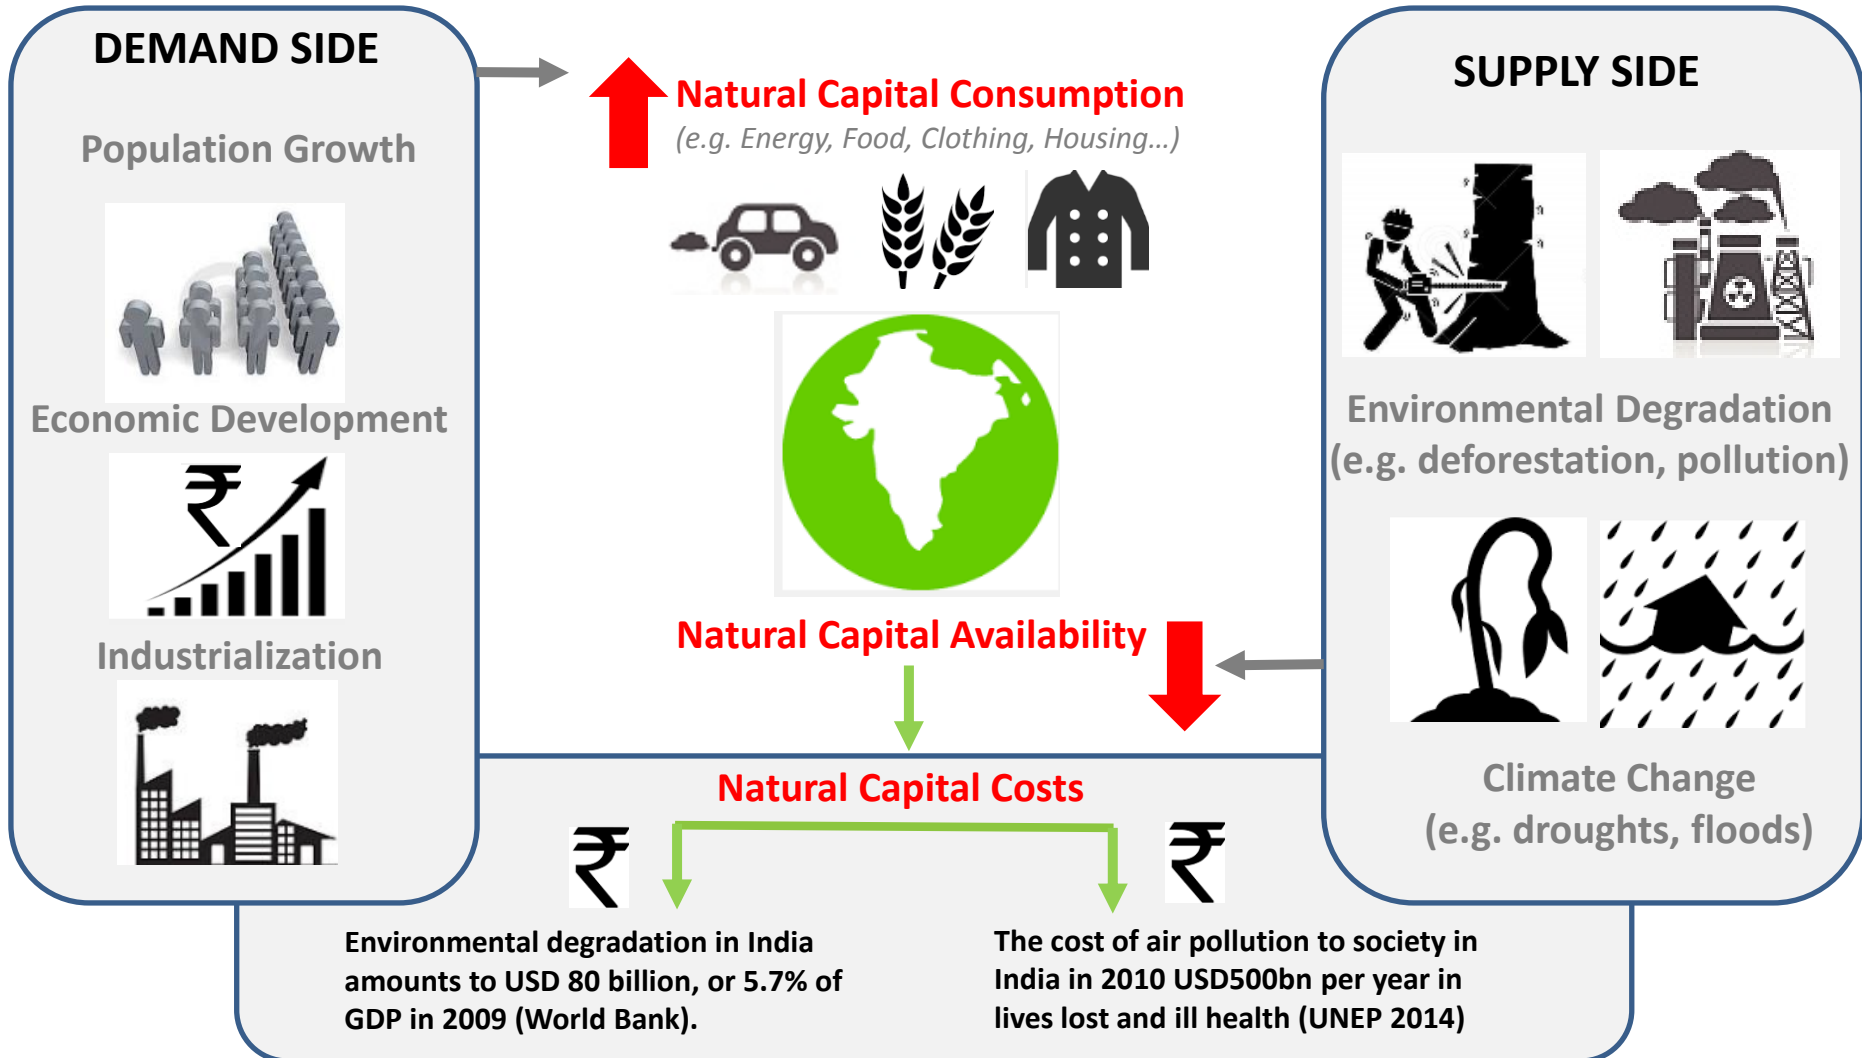 DEMAND SIDE
Population Growth
Economic Development
₹
Industrialization
Natural Capital Consumption
(e.g. Energy, Food, Clothing, Housing…)
Natural Capital Availability
SUPPLY SIDE
Environmental Degradation
(e.g. deforestation, pollution)
Climate Change
(e.g. droughts, floods)
Natural Capital Costs
₹
₹
Environmental degradation in India
amounts to USD 80 billion, or 5.7% of
GDP in 2009 (World Bank).
The cost of air pollution to society in
India in 2010 USD500bn per year in
lives lost and ill health (UNEP 2014)